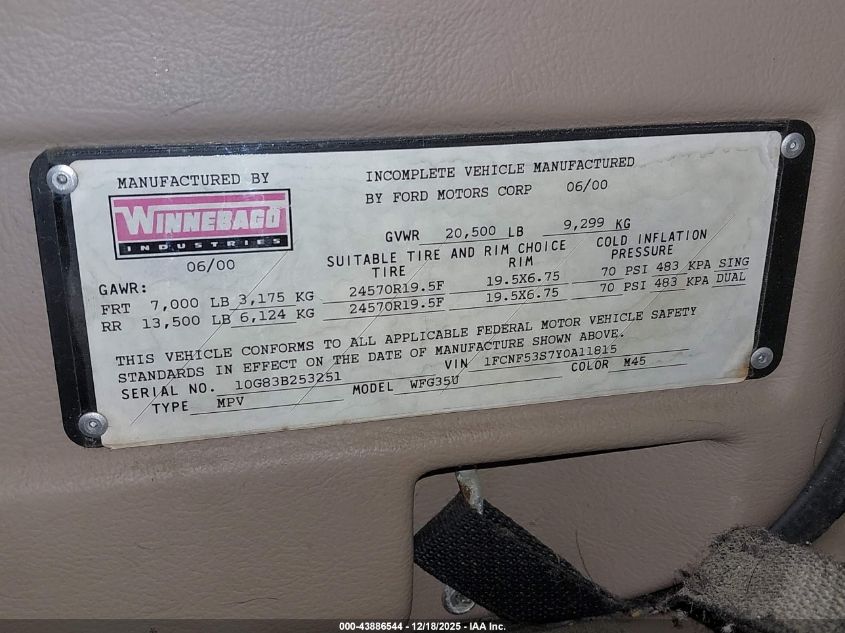 MANUFACTURED BY
WINNEBAGO
INDUSTRIES
06/00
INCOMPLETE VEHICLE MANUFACTURED
BY FORD MOTORS CORP 06/00
GVWR 20,500 LB 9,299 KG
SUITABLE TIRE AND RIM CHOICE COLD INFLATION
TIRE RIM PRESSURE
GAWR:
FRT 7,000 LB 3,175 KG 24570R19.5F 19.5X6.75 70 PSI 483 KPA SING
RR 13,500 LB 6,124 KG 24570R19.5F 19.5X6.75 70 PSI 483 KPA DUAL
THIS VEHICLE CONFORMS TO ALL APPLICABLE FEDERAL MOTOR VEHICLE SAFETY
STANDARDS IN EFFECT ON THE DATE OF MANUFACTURE SHOWN ABOVE.
SERIAL NO. 10G83B253251 VIN 1FCNF53S7Y0A11815
TYPE MPV MODEL WFG35U COLOR M45
000-43886544 — 12/18/2025 — IAA Inc.